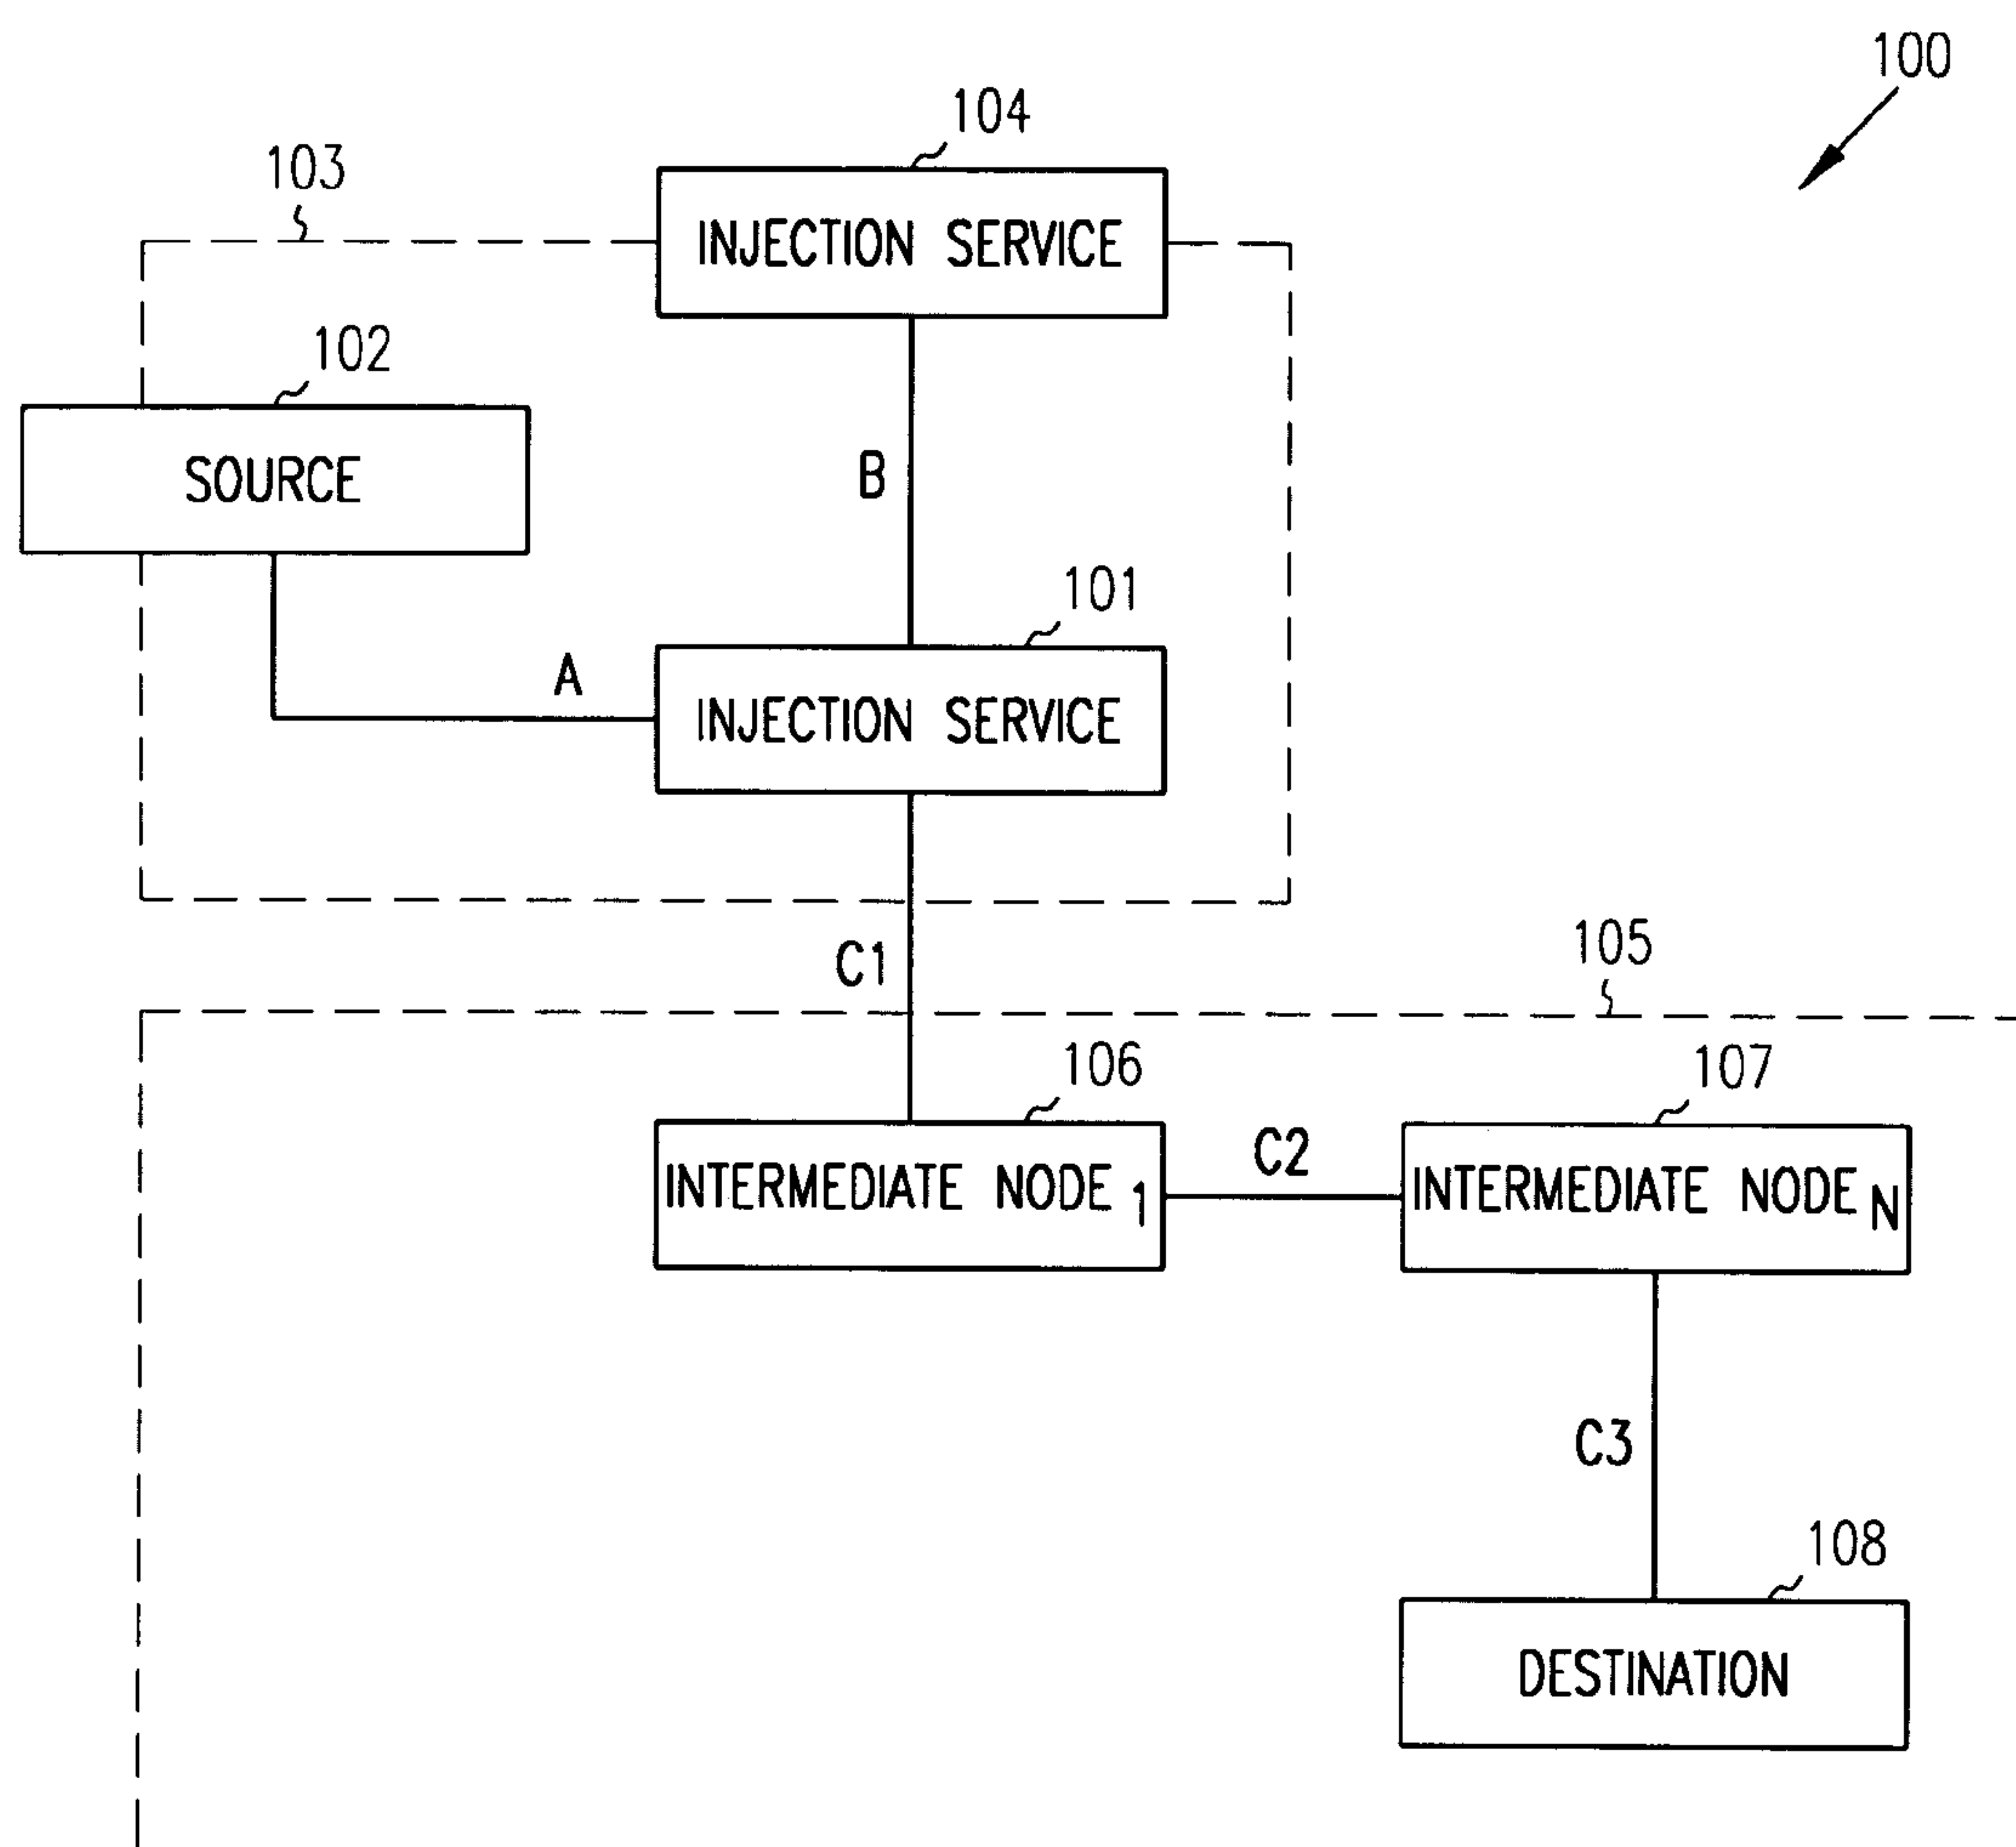 100
104
103
INJECTION SERVICE
102
SOURCE
B
101
A
INJECTION SERVICE
C1
105
106
107
INTERMEDIATE NODE 1
C2
INTERMEDIATE NODE N
C3
108
DESTINATION